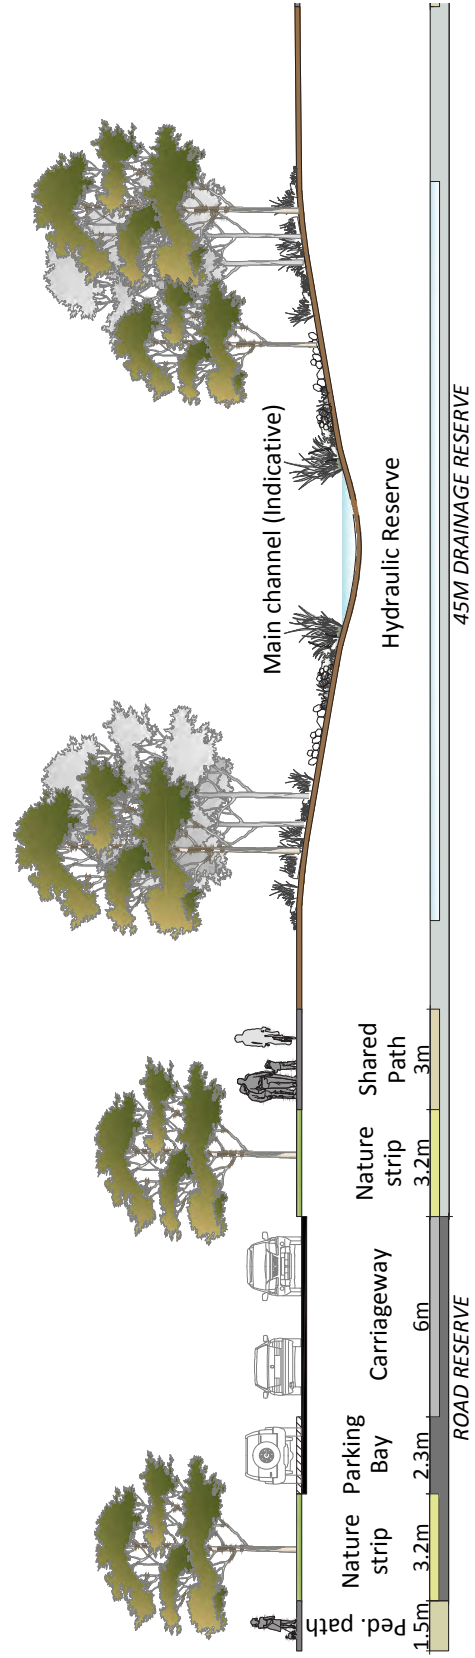 Main channel (Indicative)
Hydraulic Reserve
Ped. path
Nature
strip
Parking
Bay
Carriageway
Nature
strip
Shared
Path
1.5m
3.2m
2.3m
6m
3.2m
3m
ROAD RESERVE
45M DRAINAGE RESERVE